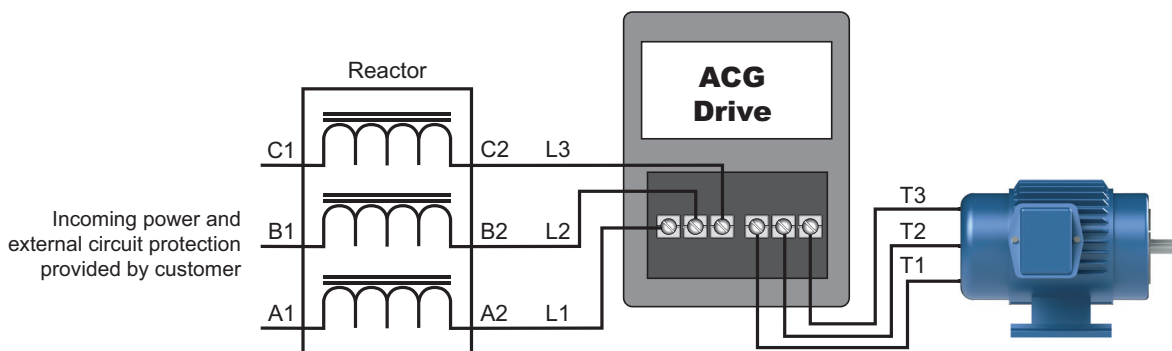 Reactor
ACG
Drive
C1 C2 L3
Incoming power and
external circuit protection
provided by customer
B1 B2 L2
A1 A2 L1
T3
T2
T1